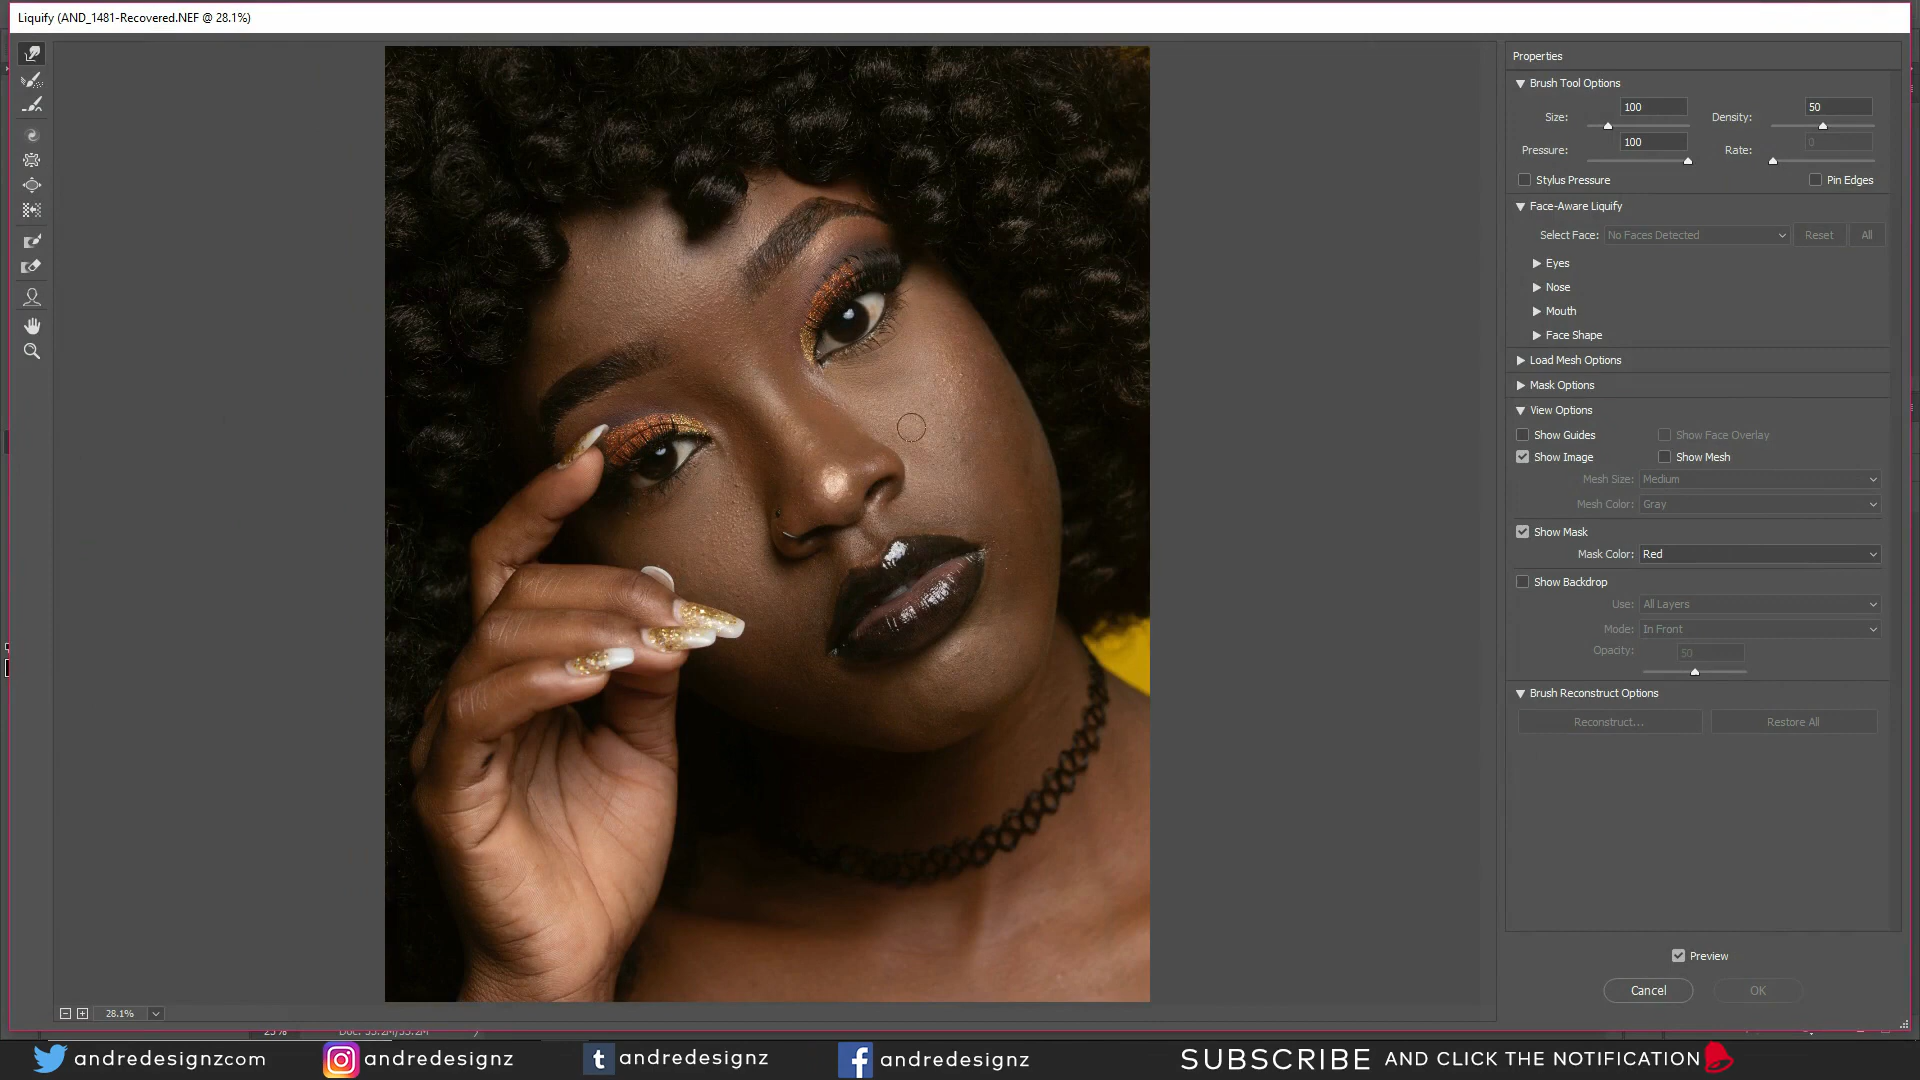 Liquify (AND_1481-Recovered.NEF @ 28.1%)
Properties
Brush Tool Options
Size: 100 Density: 50
Pressure: 100 Rate: 0
Stylus Pressure Pin Edges
Face-Aware Liquify
Select Face: No Faces Detected Reset All
Eyes
Nose
Mouth
Face Shape
Load Mesh Options
Mask Options
View Options
Show Guides Show Face Overlay
Show Image Show Mesh
Mesh Size: Medium
Mesh Color: Gray
Show Mask
Mask Color: Red
Show Backdrop
Use: All Layers
Mode: In Front
Opacity: 50
Brush Reconstruct Options
Reconstruct... Restore All
Preview
Cancel OK
28.1%
andredesignzcom andredesignz andredesignz andredesignz SUBSCRIBE AND CLICK THE NOTIFICATION